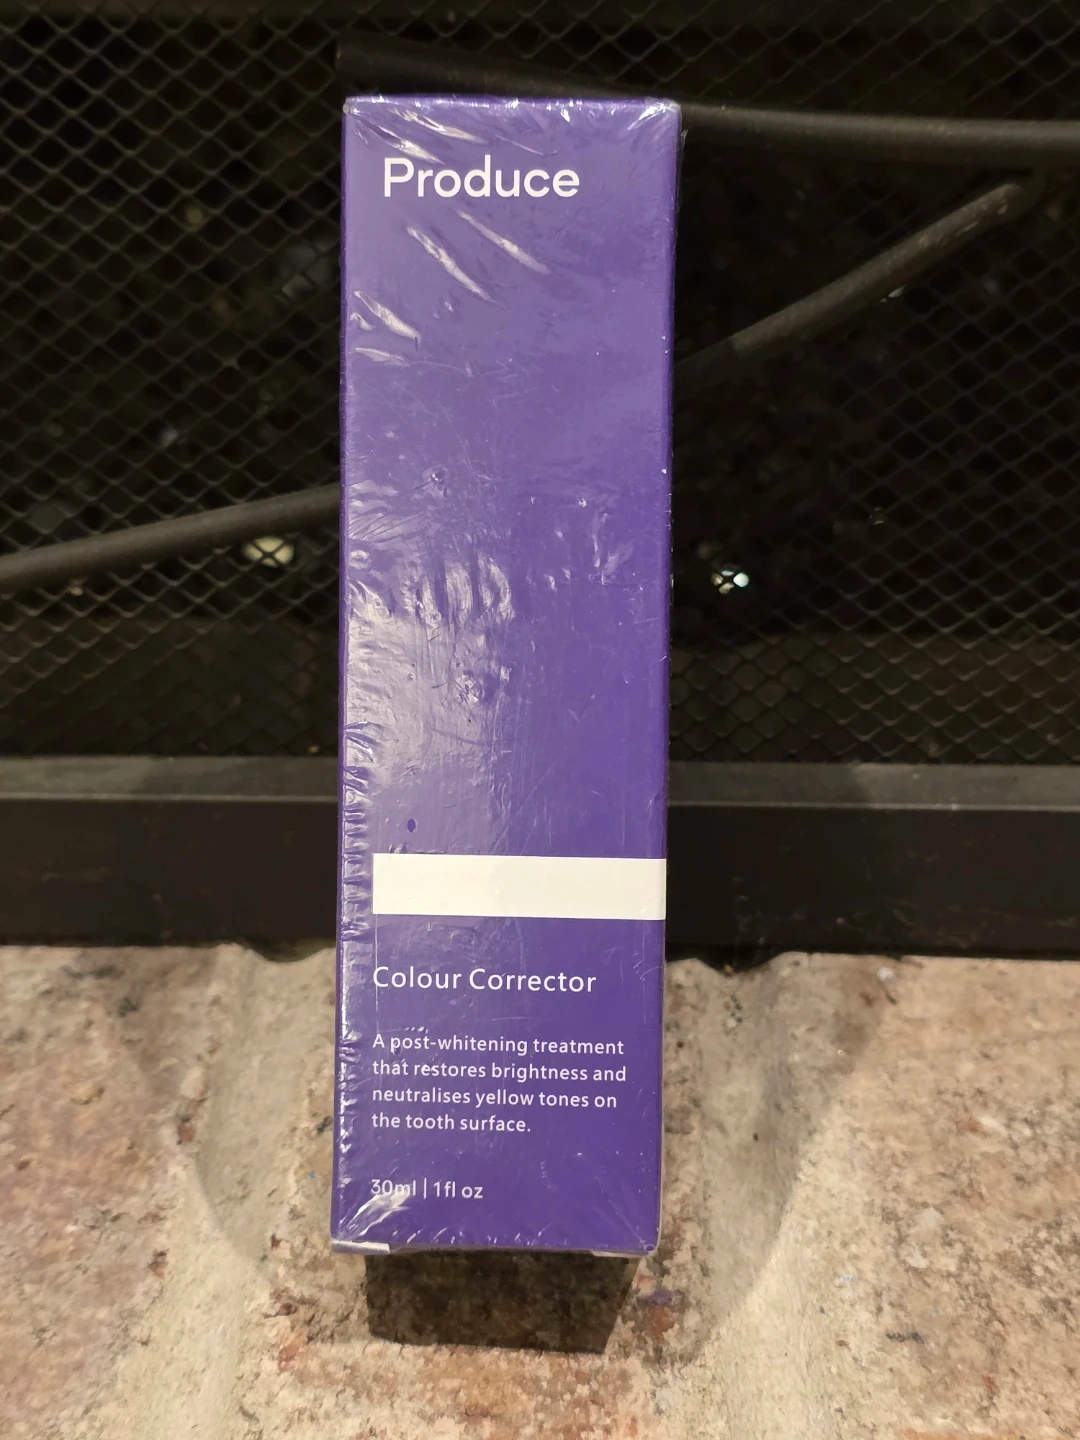 Produce
Colour Corrector
A post-whitening treatment
that restores brightness and
neutralises yellow tones on
the tooth surface.
30ml | 1fl oz